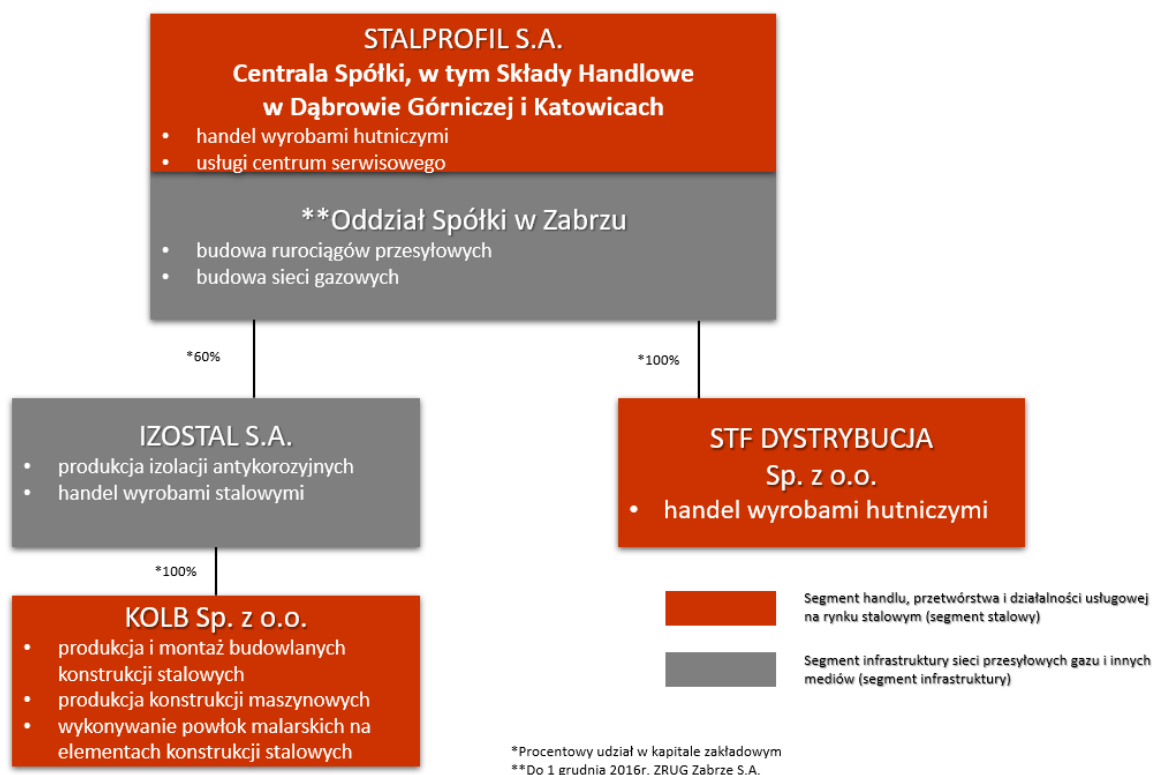 STALPROFIL S.A.
Centrala Spółki, w tym Składy Handlowe
w Dąbrowie Górniczej i Katowicach
• handel wyrobami hutniczymi
• usługi centrum serwisowego
**Oddział Spółki w Zabrzu
• budowa rurociągów przesyłowych
• budowa sieci gazowych
*60%
*100%
IZOSTAL S.A.
• produkcja izolacji antykorozyjnych
• handel wyrobami stalowymi
STF DYSTRYBUCJA
Sp. z o.o.
• handel wyrobami hutniczymi
*100%
KOLB Sp. z o.o.
• produkcja i montaż budowlanych
konstrukcji stalowych
• produkcja konstrukcji maszynowych
• wykonywanie powłok malarskich na
elementach konstrukcji stalowych
Segment handlu, przetwórstwa i działalności usługowej
na rynku stalowym (segment stalowy)
Segment infrastruktury sieci przesyłowych gazu i innych
mediów (segment infrastruktury)
*Procentowy udział w kapitale zakładowym
**Do 1 grudnia 2016r. ZRUG Zabrze S.A.